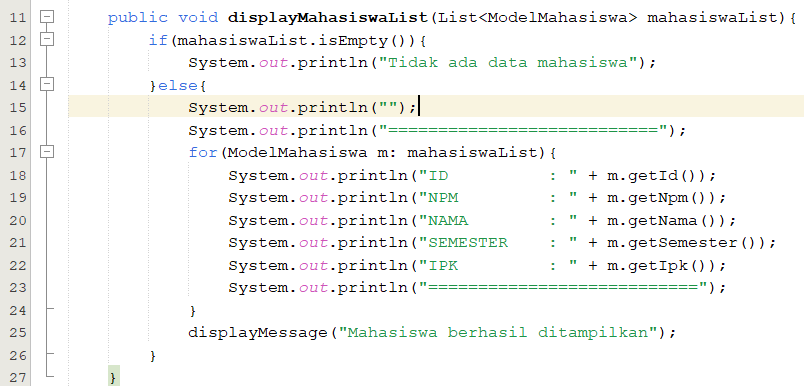 11 public void displayMahasiswaList(List<ModelMahasiswa> mahasiswaList){
12 if(mahasiswaList.isEmpty()){
13 System.out.println("Tidak ada data mahasiswa");
14 }else{
15 System.out.println("");
16 System.out.println("===========================");
17 for(ModelMahasiswa m: mahasiswaList){
18 System.out.println("ID          : " + m.getId());
19 System.out.println("NPM         : " + m.getNpm());
20 System.out.println("NAMA        : " + m.getNama());
21 System.out.println("SEMESTER    : " + m.getSemester());
22 System.out.println("IPK         : " + m.getIpk());
23 System.out.println("===========================");
24 }
25 displayMessage("Mahasiswa berhasil ditampilkan");
26 }
27 }